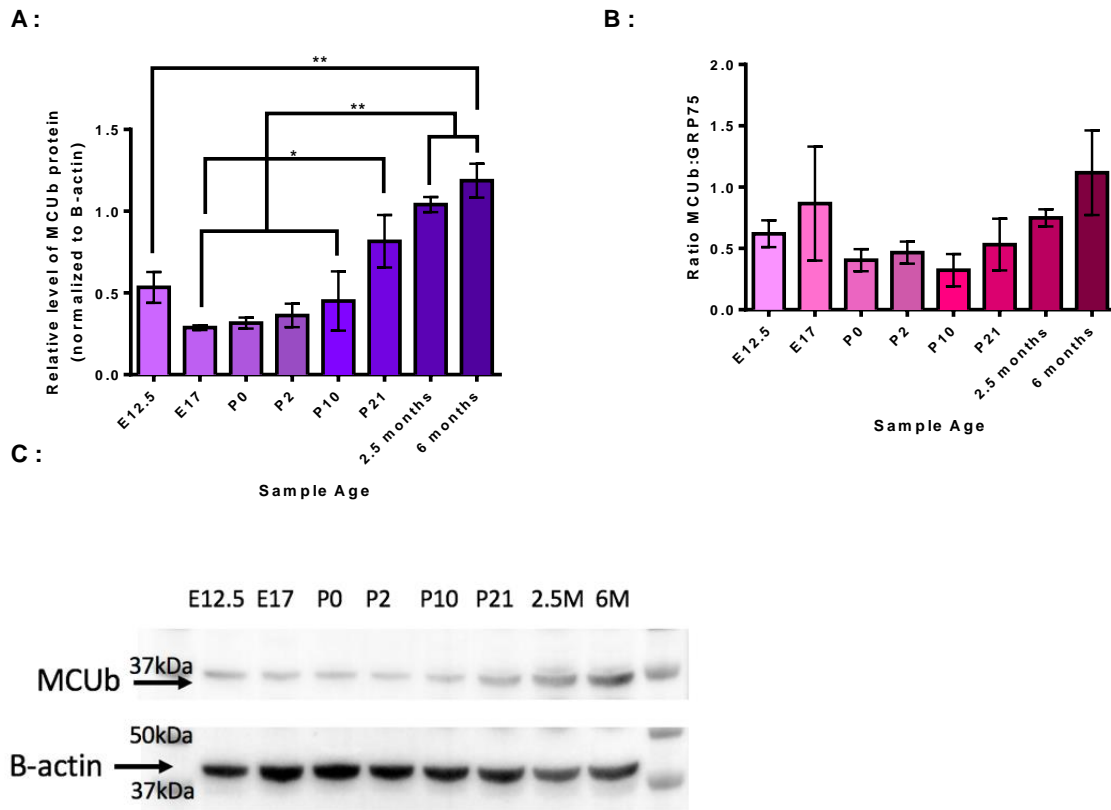 A:
**
**
*
Relative level of MCUb protein
(normalized to B-actin)
1.5
1.0
0.5
0.0
E12.5
E17
P0
P2
P10
P21
2.5 months
6 months
Sample Age
B:
Ratio MCUb:GRP75
2.0
1.5
1.0
0.5
0.0
E12.5
E17
P0
P2
P10
P21
2.5 months
6 months
Sample Age
C:
E12.5 E17 P0 P2 P10 P21 2.5M 6M
37kDa
MCUb
50kDa
B-actin
37kDa